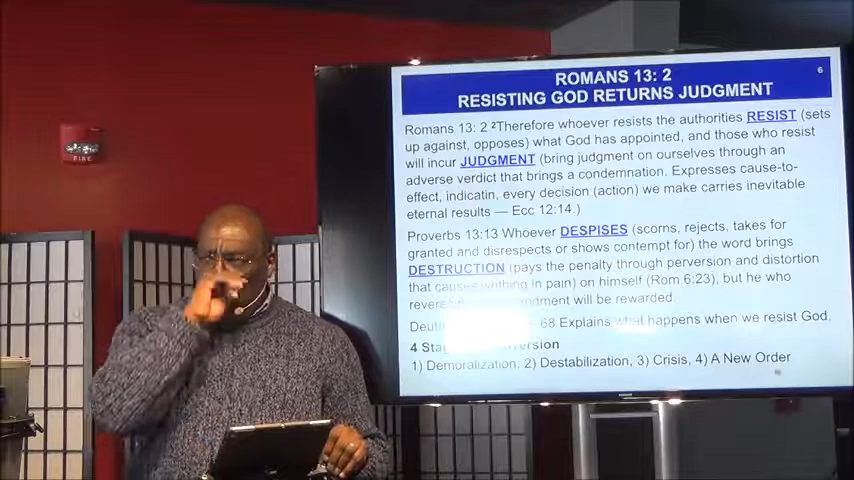 FIRE
6
ROMANS 13: 2
RESISTING GOD RETURNS JUDGMENT
Romans 13: 2 ²Therefore whoever resists the authorities RESIST (sets
up against, opposes) what God has appointed, and those who resist
will incur JUDGMENT (bring judgment on ourselves through an
adverse verdict that brings a condemnation. Expresses cause-to-
effect, indicatin, every decision (action) we make carries inevitable
eternal results — Ecc 12:14.)
Proverbs 13:13 Whoever DESPISES (scorns, rejects, takes for
granted and disrespects or shows contempt for) the word brings
DESTRUCTION (pays the penalty through perversion and distortion
that causes writhing in pain) on himself (Rom 6:23), but he who
will be rewarded.
68 Explains what happens when we resist God.
4
1) Demoralization, 2) Destabilization, 3) Crisis, 4) A New Order